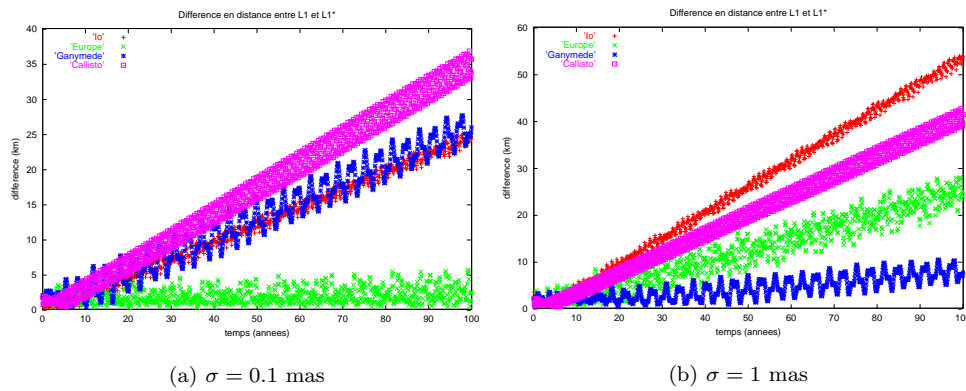 Difference en distance entre L1 et L1*
40
35
30
25
20
15
10
5
0
difference (km)
'Io'
'Europe'
'Ganymede'
'Callisto'
0 10 20 30 40 50 60 70 80 90 100
temps (annees)
(a) σ = 0.1 mas
Difference en distance entre L1 et L1*
60
50
40
30
20
10
0
difference (km)
'Io'
'Europe'
'Ganymede'
'Callisto'
0 10 20 30 40 50 60 70 80 90 100
temps (annees)
(b) σ = 1 mas